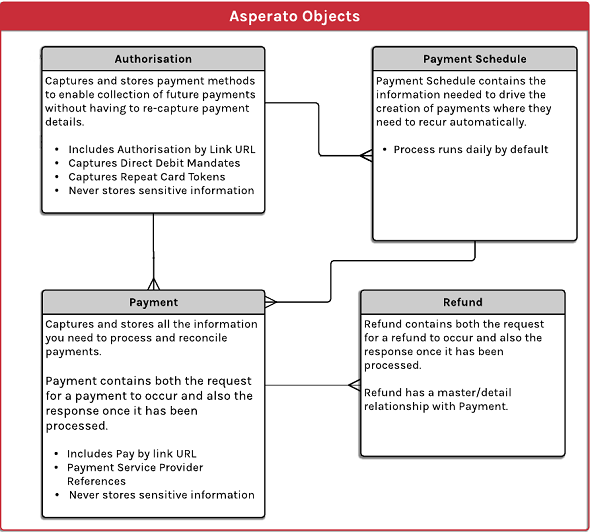 Asperato Objects
Authorisation
Captures and stores payment methods
to enable collection of future payments
without having to re-capture payment
details.
• Includes Authorisation by Link URL
• Captures Direct Debit Mandates
• Captures Repeat Card Tokens
• Never stores sensitive information
Payment Schedule
Payment Schedule contains the
information needed to drive the
creation of payments where they
need to recur automatically.
• Process runs daily by default
Payment
Captures and stores all the information
you need to process and reconcile
payments.
Payment contains both the request
for a payment to occur and also the
response once it has been
processed.
• Includes Pay by link URL
• Payment Service Provider
References
• Never stores sensitive information
Refund
Refund contains both the request
for a refund to occur and also the
response once it has been
processed.
Refund has a master/detail
relationship with Payment.